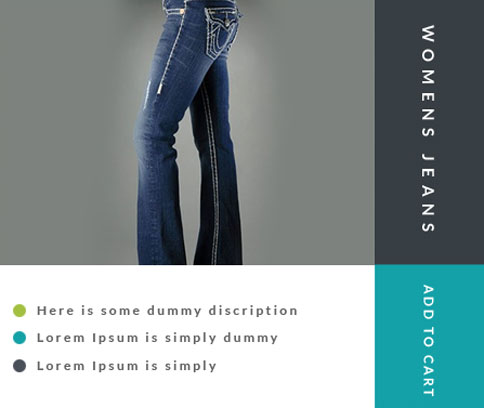 WOMENS JEANS
Here is some dummy discription
Lorem Ipsum is simply dummy
Lorem Ipsum is simply
ADD TO CART